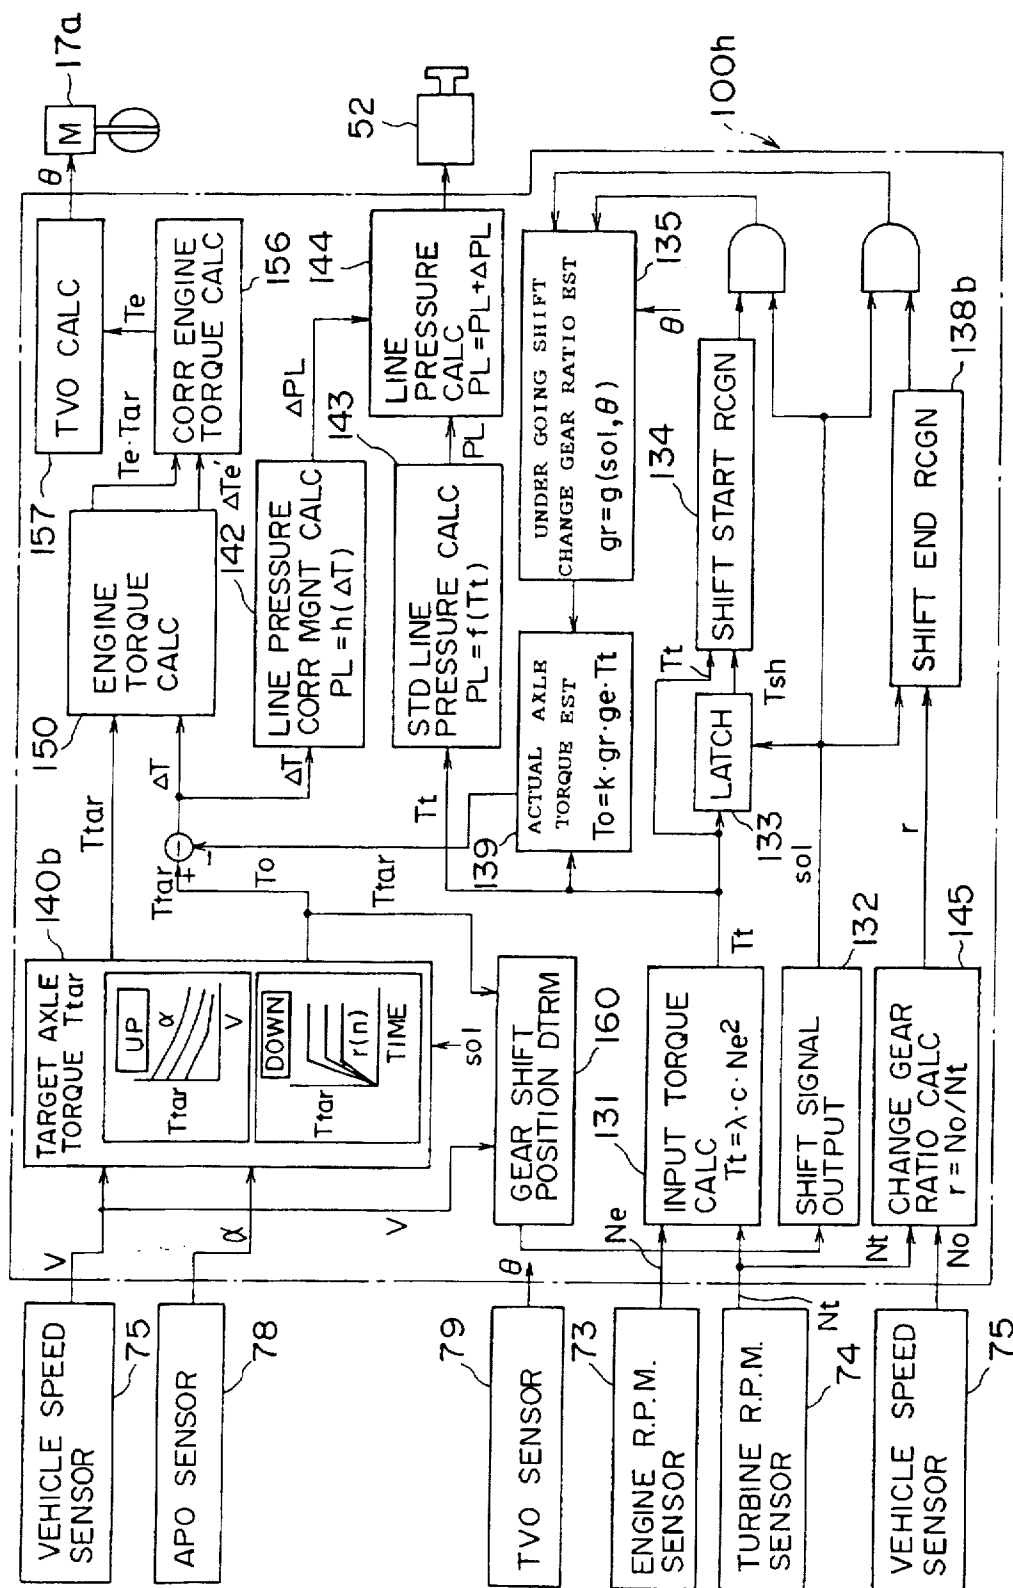 VEHICLE SPEED
SENSOR
75
APO SENSOR
78
TVO SENSOR
79
ENGINE R.P.M.
SENSOR
73
TURBINE R.P.M.
SENSOR
74
VEHICLE SPEED
SENSOR
75
V
α
θ
Ne
Nt
Nt
No
TARGET AXLE
TORQUE Ttar
140b
UP
Ttar
α
V
DOWN
Ttar
r(n)
TIME
sol
V
GEAR SHIFT
POSITION DTRM
160
INPUT TORQUE
CALC
Tt=λ·c·Ne²
131
SHIFT SIGNAL
OUTPUT
132
CHANGE GEAR
RATIO CALC
r=No/Nt
145
Ttar
Ttar
+
-
-
To
Ttar
ΔT
ΔT
Tt
Tt
sol
r
ENGINE
TORQUE
CALC
150
LINE PRESSURE
CORR MGNT CALC
PL=h(ΔT)
142
STD LINE
PRESSURE CALC
PL=f(Tt)
143
ACTUAL AXLE
TORQUE EST
To=k·gr·ge·Tt
139
LATCH
133
Tt
Tsh
Te·Tar
ΔTe'
ΔPL
PL
TVO CALC
157
Te
CORR ENGINE
TORQUE CALC
156
LINE
PRESSURE
CALC
PL=PL+ΔPL
144
UNDER GOING SHIFT
CHANGE GEAR RATIO EST
gr=g(sol,θ)
135
θ
SHIFT START RCGN
134
SHIFT END RCGN
138b
θ
M
17a
52
100h